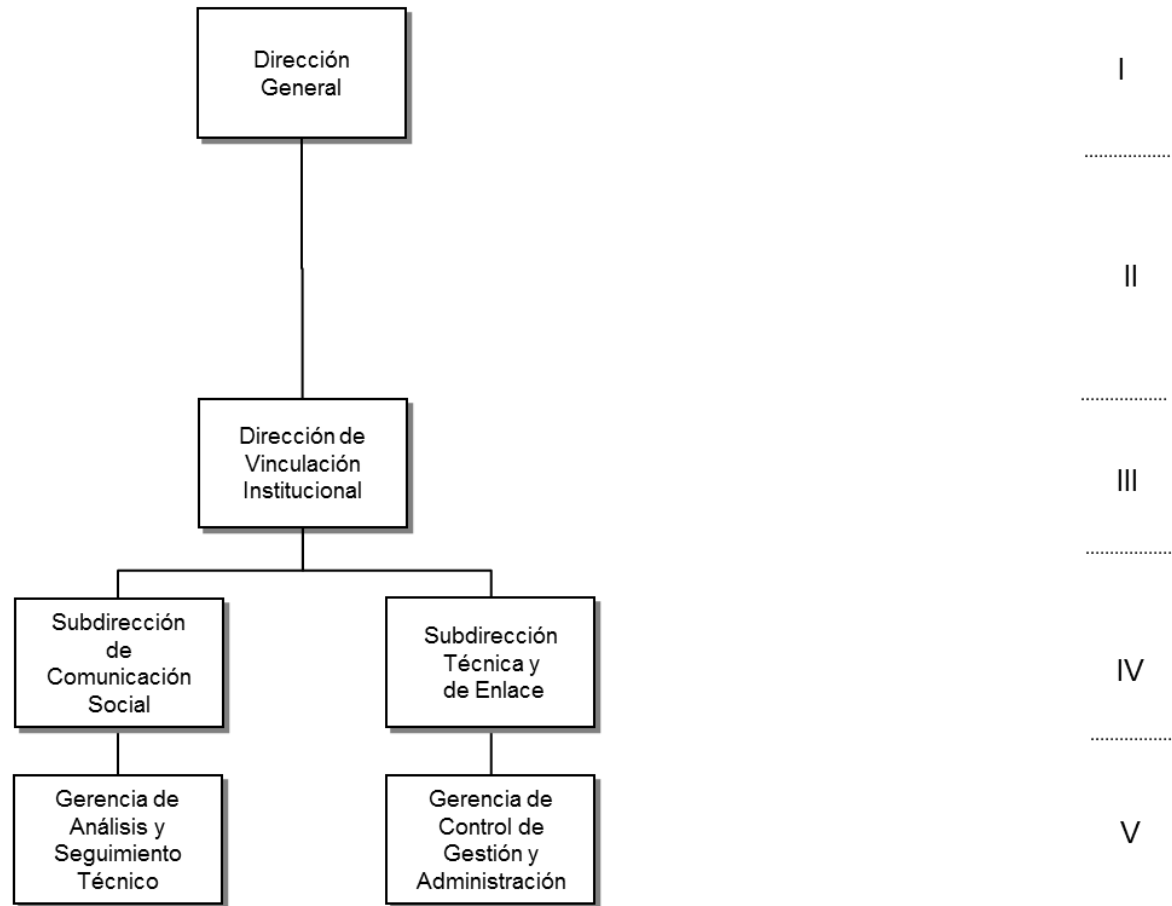 Dirección
General
I
II
Dirección de
Vinculación
Institucional
III
Subdirección
de
Comunicación
Social
Subdirección
Técnica y
de Enlace
IV
Gerencia de
Análisis y
Seguimiento
Técnico
Gerencia de
Control de
Gestión y
Administración
V